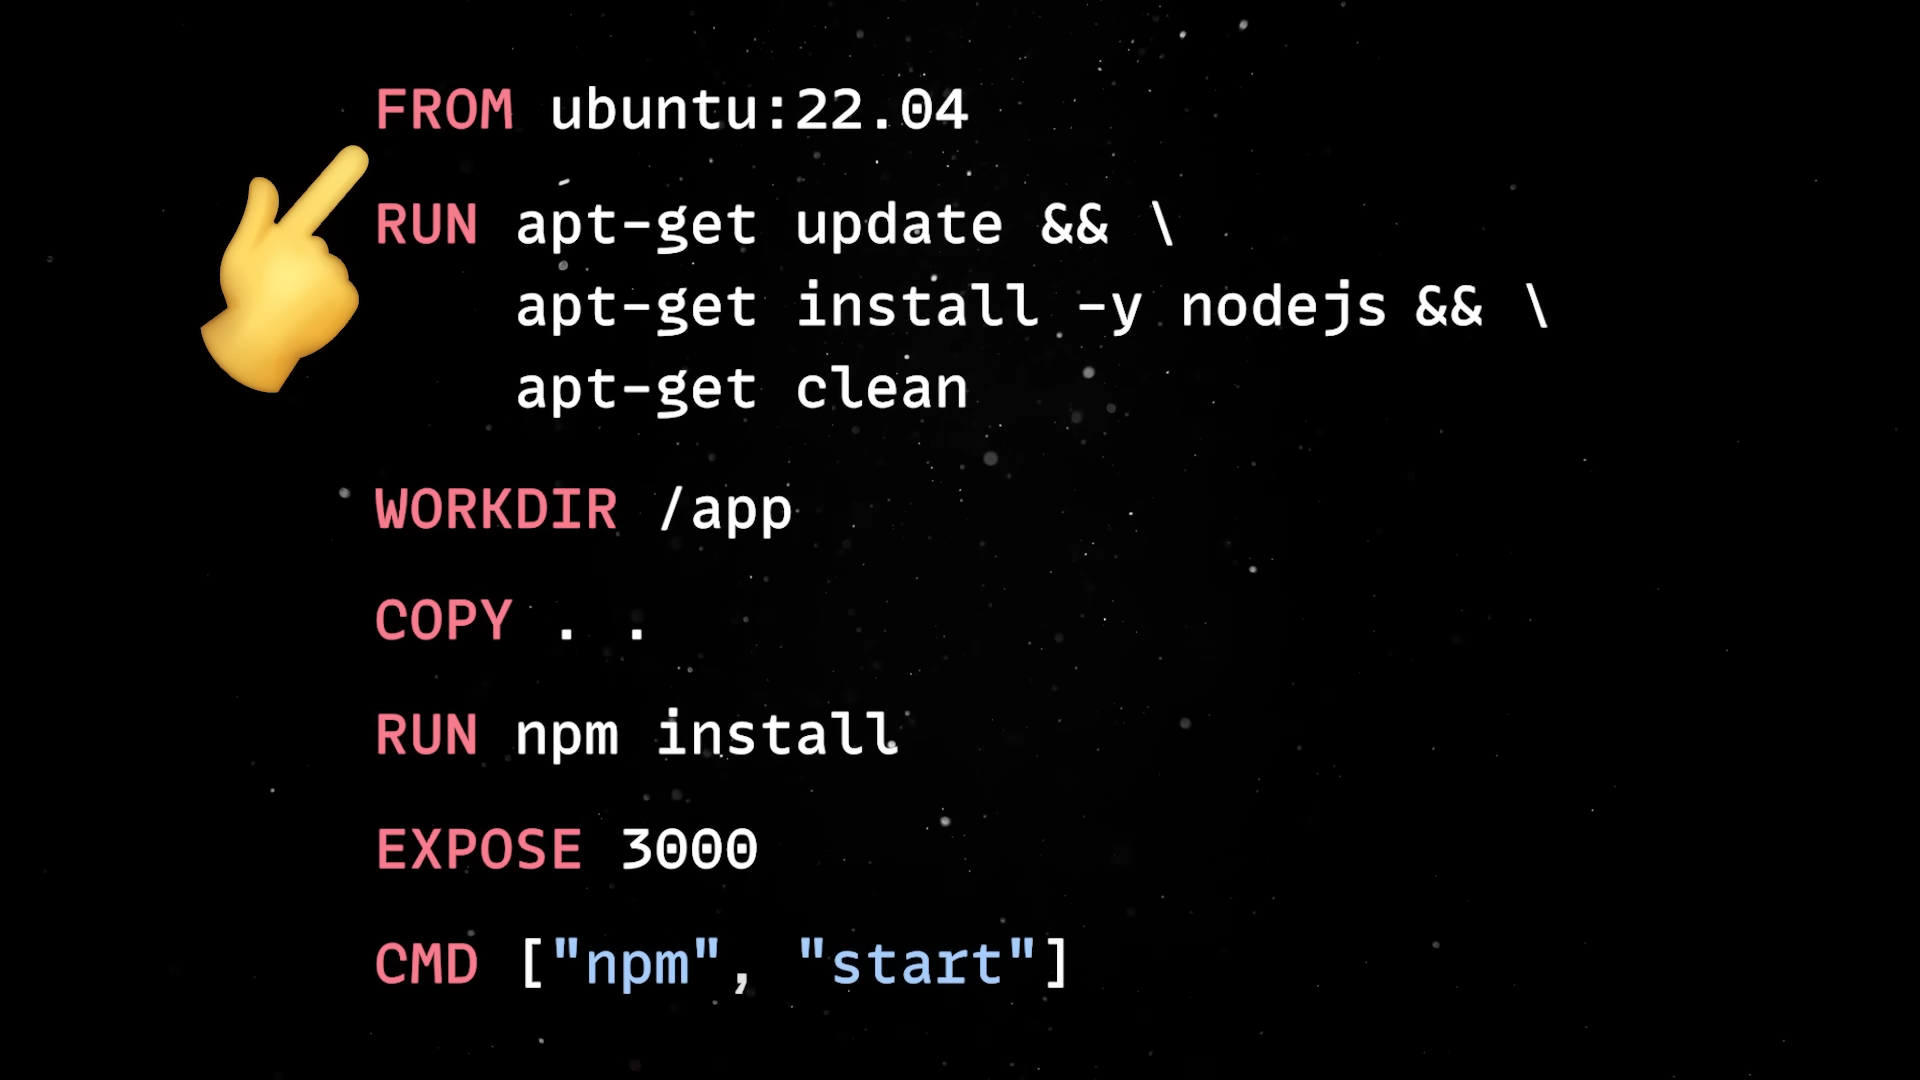 FROM ubuntu:22.04
RUN apt-get update && \
    apt-get install -y nodejs && \
    apt-get clean
WORKDIR /app
COPY . .
RUN npm install
EXPOSE 3000
CMD ["npm", "start"]